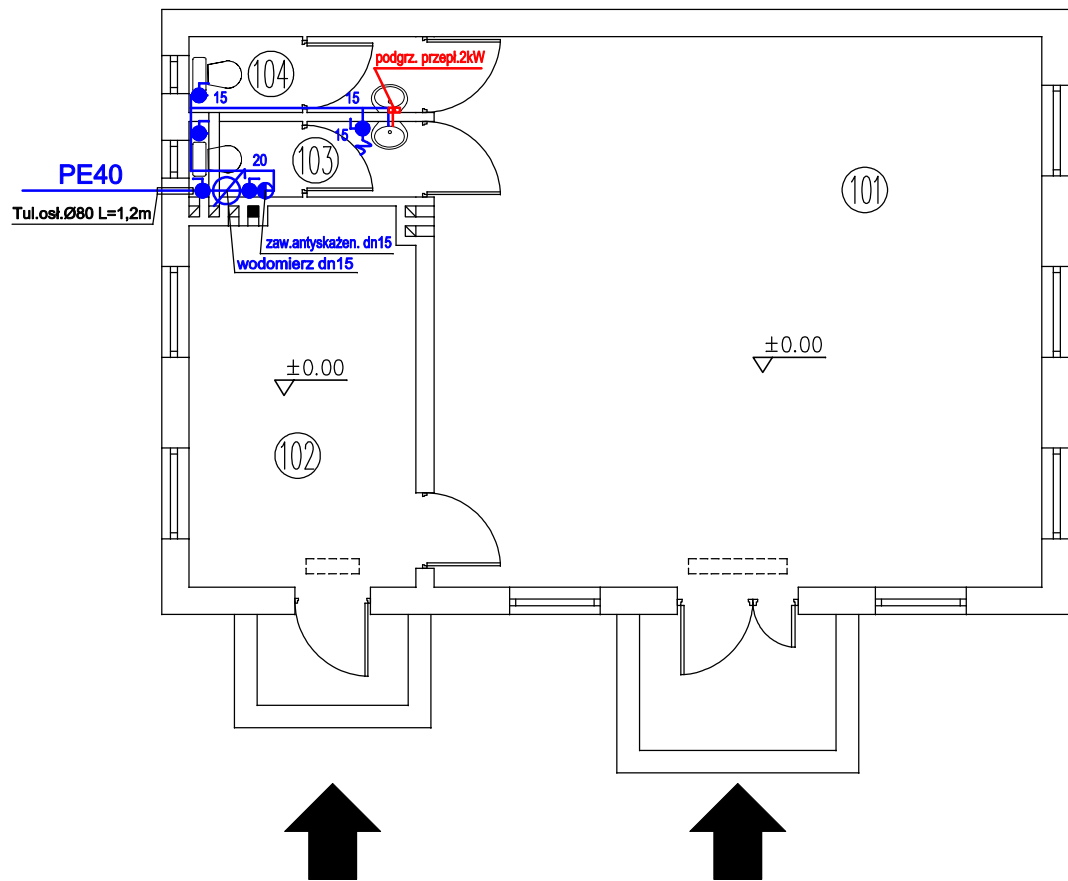 podgrz. przepł.2kW
104
15
15
15
103
20
PE40
101
Tul.osł.Ø80 L=1,2m
zaw.antyskażen. dn15
wodomierz dn15
±0.00
±0.00
102